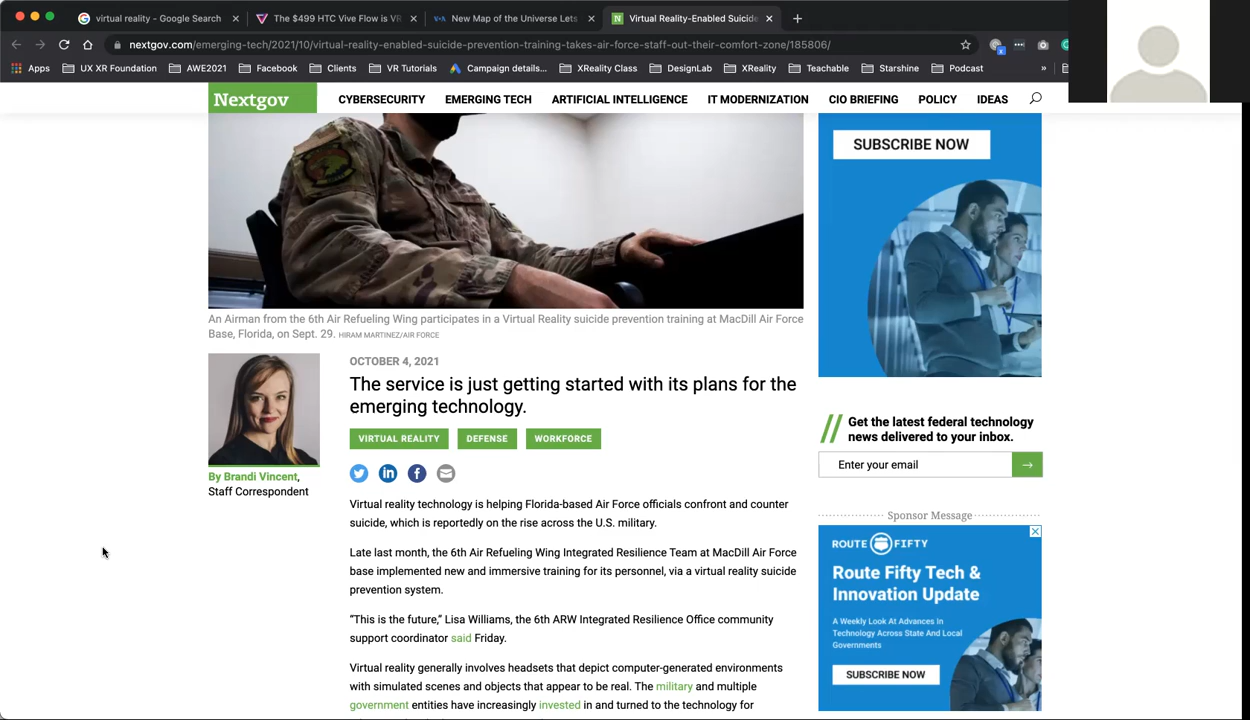 virtual reality - Google Search
The $499 HTC Vive Flow is VR
New Map of the Universe Lets
Virtual Reality-Enabled Suicide
nextgov.com/emerging-tech/2021/10/virtual-reality-enabled-suicide-prevention-training-takes-air-force-staff-out-their-comfort-zone/185806/
Apps UX XR Foundation AWE2021 Facebook Clients VR Tutorials Campaign details... XReality Class DesignLab XReality Teachable Starshine Podcast »
Nextgov
CYBERSECURITY EMERGING TECH ARTIFICIAL INTELLIGENCE IT MODERNIZATION CIO BRIEFING POLICY IDEAS
SUBSCRIBE NOW
An Airman from the 6th Air Refueling Wing participates in a Virtual Reality suicide prevention training at MacDill Air Force
Base, Florida, on Sept. 29. HIRAM MARTINEZ/AIR FORCE
By Brandi Vincent,
Staff Correspondent
OCTOBER 4, 2021
The service is just getting started with its plans for the
emerging technology.
VIRTUAL REALITY DEFENSE WORKFORCE
Virtual reality technology is helping Florida-based Air Force officials confront and counter
suicide, which is reportedly on the rise across the U.S. military.
Late last month, the 6th Air Refueling Wing Integrated Resilience Team at MacDill Air Force
base implemented new and immersive training for its personnel, via a virtual reality suicide
prevention system.
“This is the future,” Lisa Williams, the 6th ARW Integrated Resilience Office community
support coordinator said Friday.
Virtual reality generally involves headsets that depict computer-generated environments
with simulated scenes and objects that appear to be real. The military and multiple
government entities have increasingly invested in and turned to the technology for
Get the latest federal technology
news delivered to your inbox.
Enter your email
Sponsor Message
ROUTE FIFTY
Route Fifty Tech &
Innovation Update
A Weekly Look At Advances In
Technology Across State And Local
Governments
SUBSCRIBE NOW